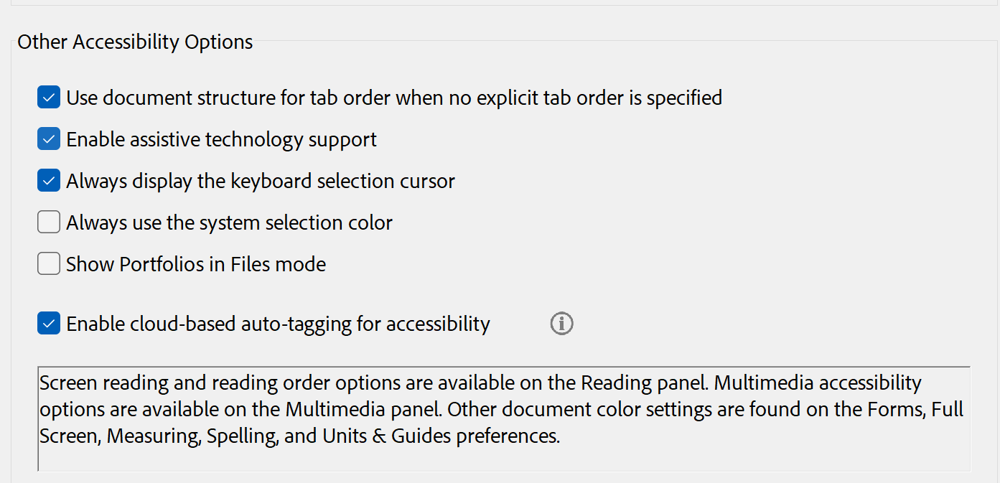 Other Accessibility Options
Use document structure for tab order when no explicit tab order is specified
Enable assistive technology support
Always display the keyboard selection cursor
Always use the system selection color
Show Portfolios in Files mode
Enable cloud-based auto-tagging for accessibility
Screen reading and reading order options are available on the Reading panel. Multimedia accessibility
options are available on the Multimedia panel. Other document color settings are found on the Forms, Full
Screen, Measuring, Spelling, and Units & Guides preferences.